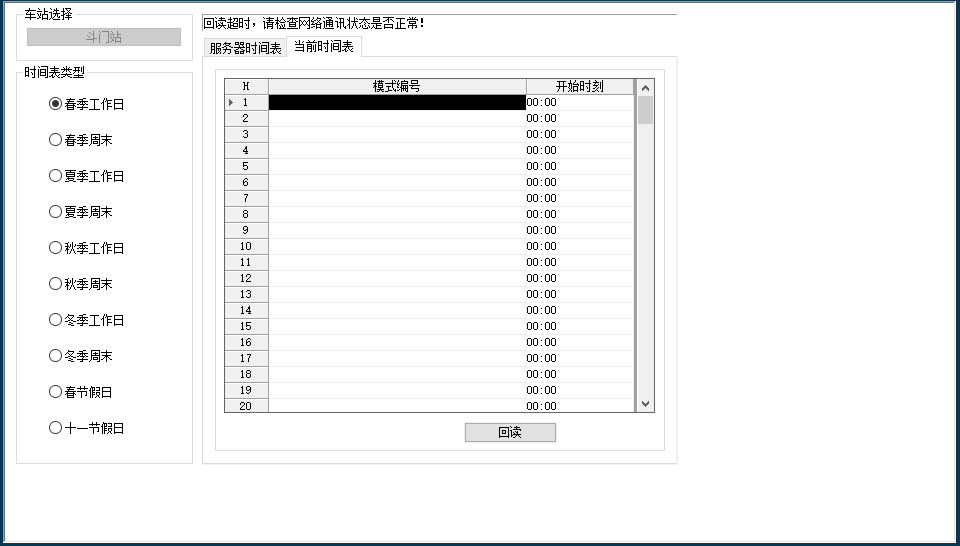 车站选择
斗门站
时间表类型
春季工作日
春季周末
夏季工作日
夏季周末
秋季工作日
秋季周末
冬季工作日
冬季周末
春节假日
十一节假日
回读超时，请检查网络通讯状态是否正常!
服务器时间表 当前时间表
H 模式编号 开始时刻
1 00:00
2 00:00
3 00:00
4 00:00
5 00:00
6 00:00
7 00:00
8 00:00
9 00:00
10 00:00
11 00:00
12 00:00
13 00:00
14 00:00
15 00:00
16 00:00
17 00:00
18 00:00
19 00:00
20 00:00
回读